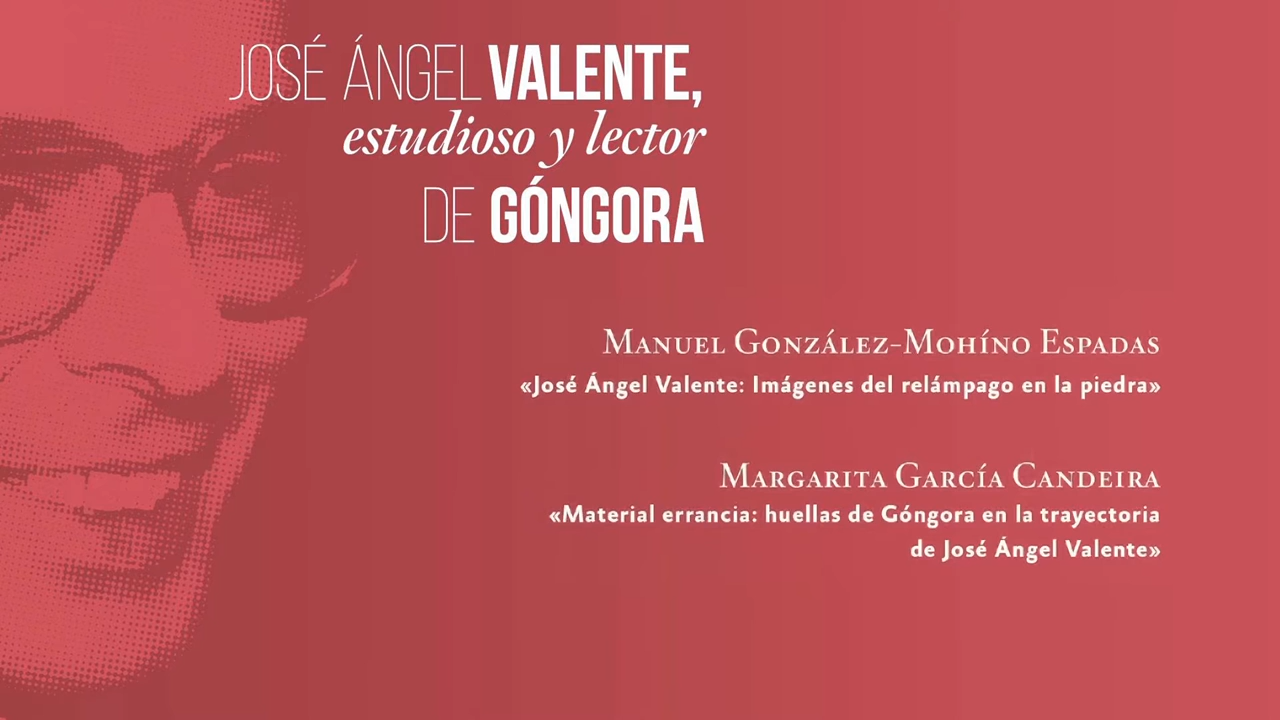 JOSÉ ÁNGEL VALENTE,
estudioso y lector
DE GÓNGORA
Manuel González-Mohíno Espadas
«José Ángel Valente: Imágenes del relámpago en la piedra»
Margarita García Candeira
«Material errancia: huellas de Góngora en la trayectoria
de José Ángel Valente»